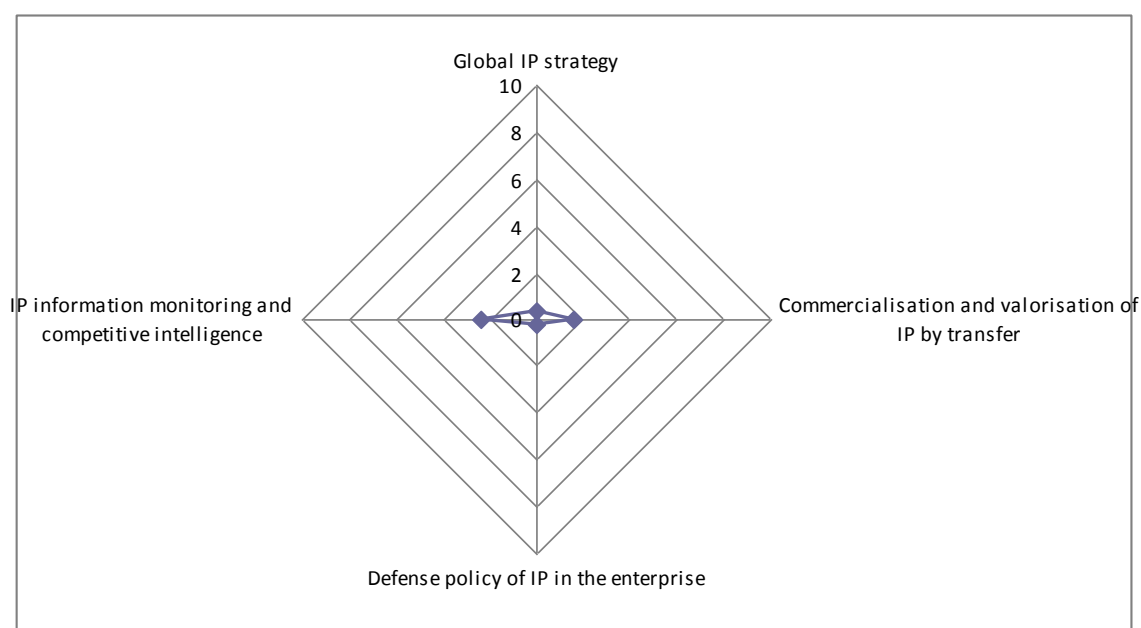 Global IP strategy
10
8
6
4
2
0
IP information monitoring and
competitive intelligence
Commercialisation and valorisation of
IP by transfer
Defense policy of IP in the enterprise